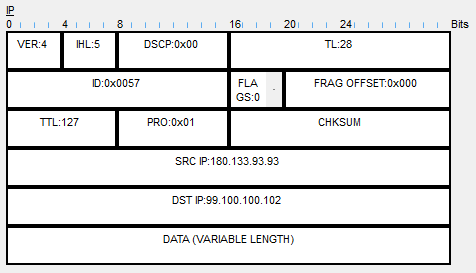 IP
0 4 8 16 20 24 Bits
VER:4 IHL:5 DSCP:0x00 TL:28
ID:0x0057 FLA
GS:0 FRAG OFFSET:0x000
TTL:127 PRO:0x01 CHKSUM
SRC IP:180.133.93.93
DST IP:99.100.100.102
DATA (VARIABLE LENGTH)